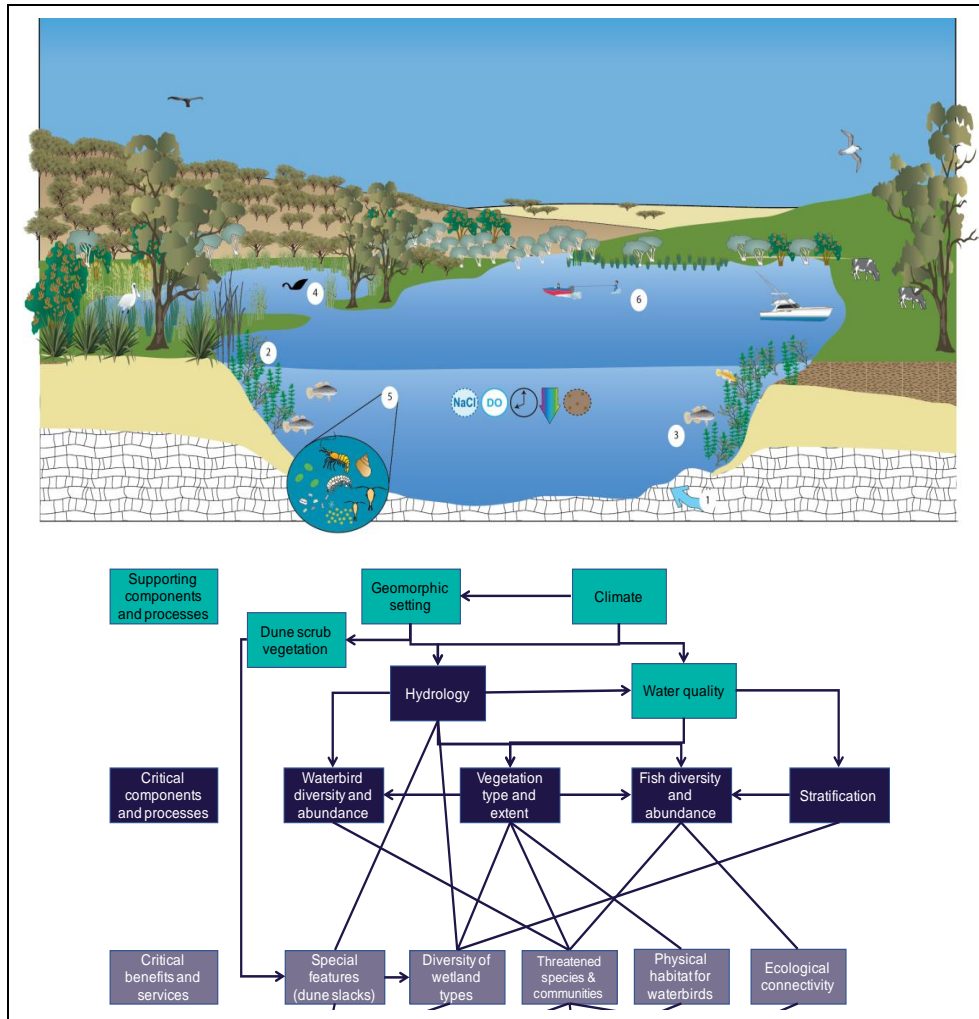 4
6
2
5
NaCl
DO
3
1
Supporting
components
and processes
Geomorphic
setting
Climate
Dune scrub
vegetation
Hydrology
Water quality
Critical
components
and processes
Waterbird
diversity and
abundance
Vegetation
type and
extent
Fish diversity
and
abundance
Stratification
Critical
benefits and
services
Special
features
(dune slacks)
Diversity of
wetland
types
Threatened
species &
communities
Physical
habitat for
waterbirds
Ecological
connectivity